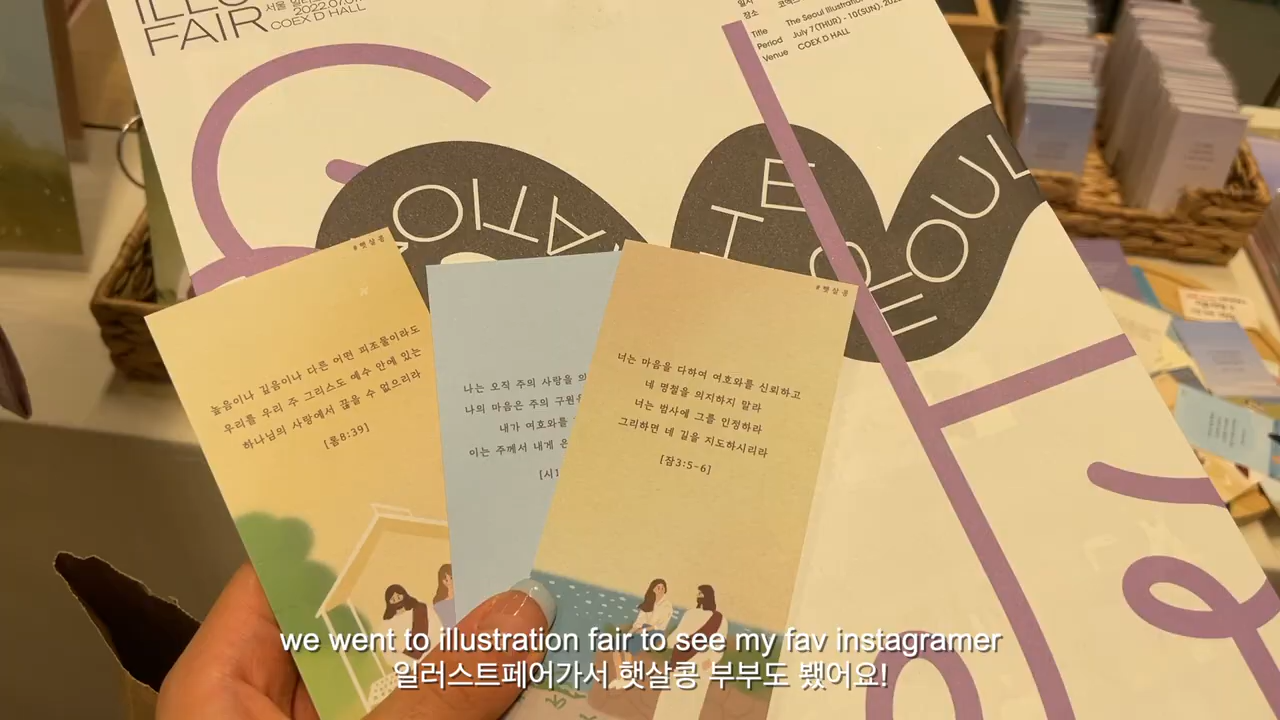 FAIR
2022.07.07
COEX D HALL
장소
Title The Seoul Illustration
Period July 7(THUR) - 10(SUN). 2022
Venue COEX D HALL
THE
SEOUL
#햇살콩
높음이나 깊음이나 다른 어떤 피조물이라도
우리를 우리 주 그리스도 예수 안에 있는
하나님의 사랑에서 끊을 수 없으리라
[롬8:39]
나는 오직 주의 사랑을 의
나의 마음은 주의 구원을
내가 여호와를
이는 주께서 내게 은
[시1
#햇살콩
너는 마음을 다하여 여호와를 신뢰하고
네 명철을 의지하지 말라
너는 범사에 그를 인정하라
그리하면 네 길을 지도하시리라
[잠3:5-6]
we went to illustration fair to see my fav instagramer
일러스트페어가서 햇살콩 부부도 뵀어요!